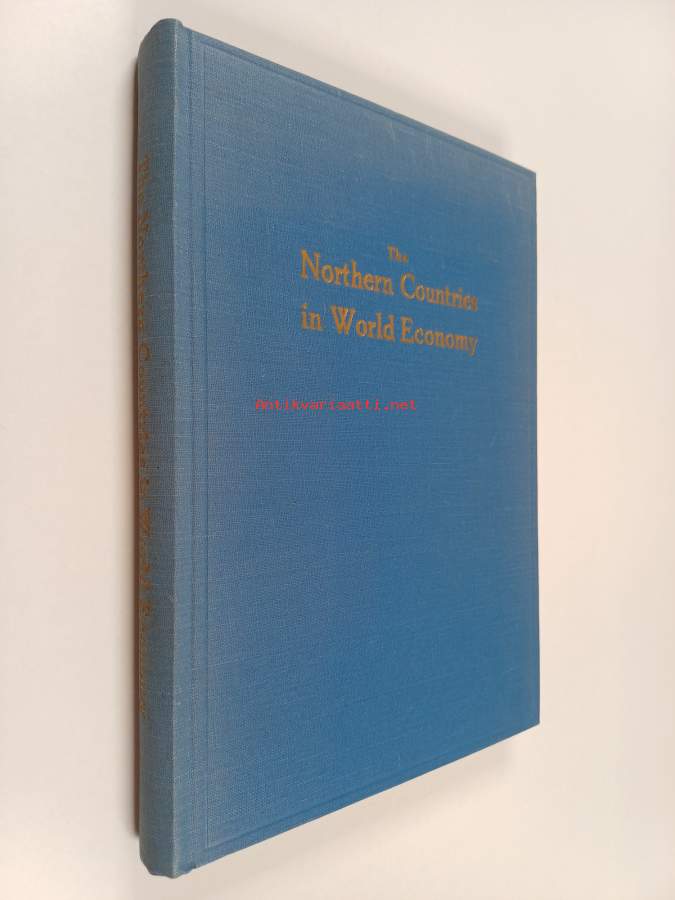 The
Northern Countries
in World Economy
Antikvariaatti.net
The Northern Countries in World Economy